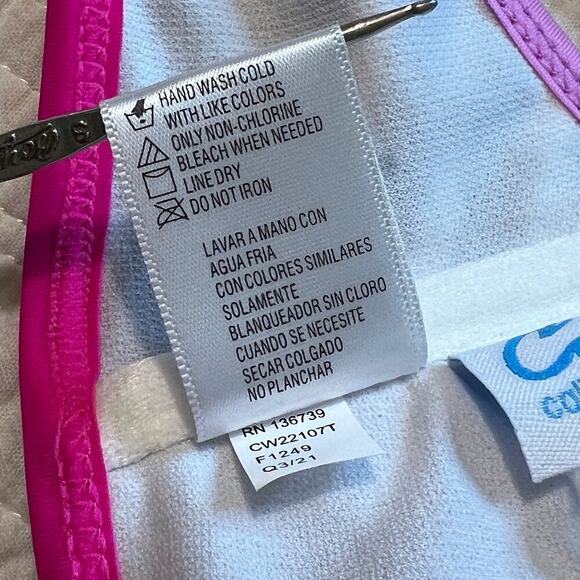 HAND WASH COLD
WITH LIKE COLORS
ONLY NON-CHLORINE
BLEACH WHEN NEEDED
LINE DRY
DO NOT IRON
LAVAR A MANO CON
AGUA FRIA
CON COLORES SIMILARES
SOLAMENTE
BLANQUEADOR SIN CLORO
CUANDO SE NECESITE
SECAR COLGADO
NO PLANCHAR
RN 136739
CW22107T
F1249
Q3/21